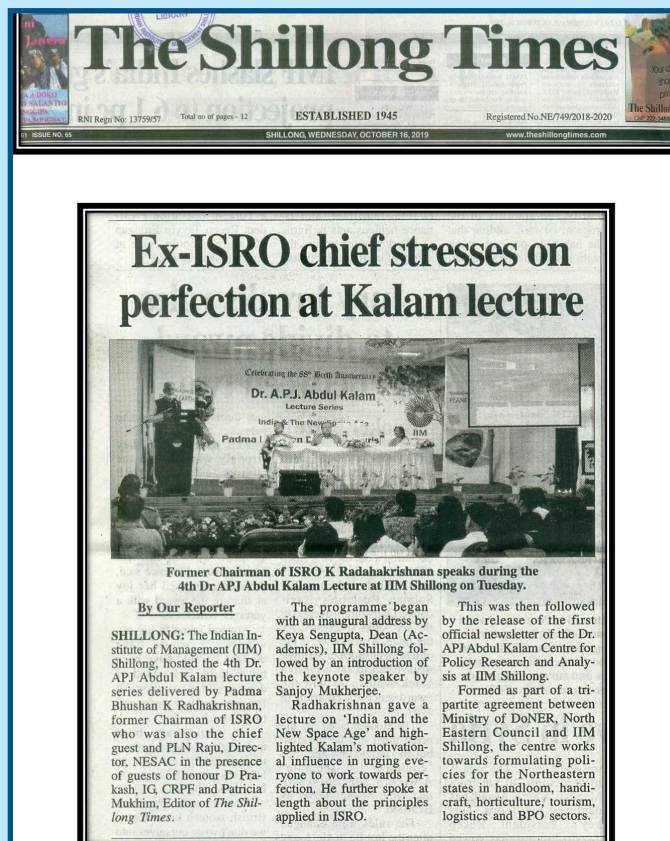 LIBRARY
The Shillong Times
RNI Regn No: 13759/57
Total no of pages - 12
ESTABLISHED 1945
Registered No.NE/749/2018-2020
61 ISSUE NO. 65
SHILLONG, WEDNESDAY, OCTOBER 16, 2019
www.theshillongtimes.com
Ex-ISRO chief stresses on
perfection at Kalam lecture
Celebrating the 88th Birth Anniversary
Dr. A.P.J. Abdul Kalam
Lecture Series
India & The New Space Age
Padma
IIM
Former Chairman of ISRO K Radahakrishnan speaks during the
4th Dr APJ Abdul Kalam Lecture at IIM Shillong on Tuesday.
By Our Reporter
SHILLONG: The Indian In-
stitute of Management (IIM)
Shillong, hosted the 4th Dr.
APJ Abdul Kalam lecture
series delivered by Padma
Bhushan K Radhakrishnan,
former Chairman of ISRO
who was also the chief
guest and PLN Raju, Direc-
tor, NESAC in the presence
of guests of honour D Pra-
kash, IG, CRPF and Patricia
Mukhim, Editor of The Shil-
long Times.
The programme began
with an inaugural address by
Keya Sengupta, Dean (Ac-
ademics), IIM Shillong fol-
lowed by an introduction of
the keynote speaker by
Sanjoy Mukherjee.
Radhakrishnan gave a
lecture on 'India and the
New Space Age' and high-
lighted Kalam's motivation-
al influence in urging eve-
ryone to work towards per-
fection. He further spoke at
length about the principles
applied in ISRO.
This was then followed
by the release of the first
official newsletter of the Dr.
APJ Abdul Kalam Centre for
Policy Research and Analy-
sis at IIM Shillong.
Formed as part of a tri-
partite agreement between
Ministry of DoNER, North
Eastern Council and IIM
Shillong, the centre works
towards formulating poli-
cies for the Northeastern
states in handloom, handi-
craft, horticulture, tourism,
logistics and BPO sectors.